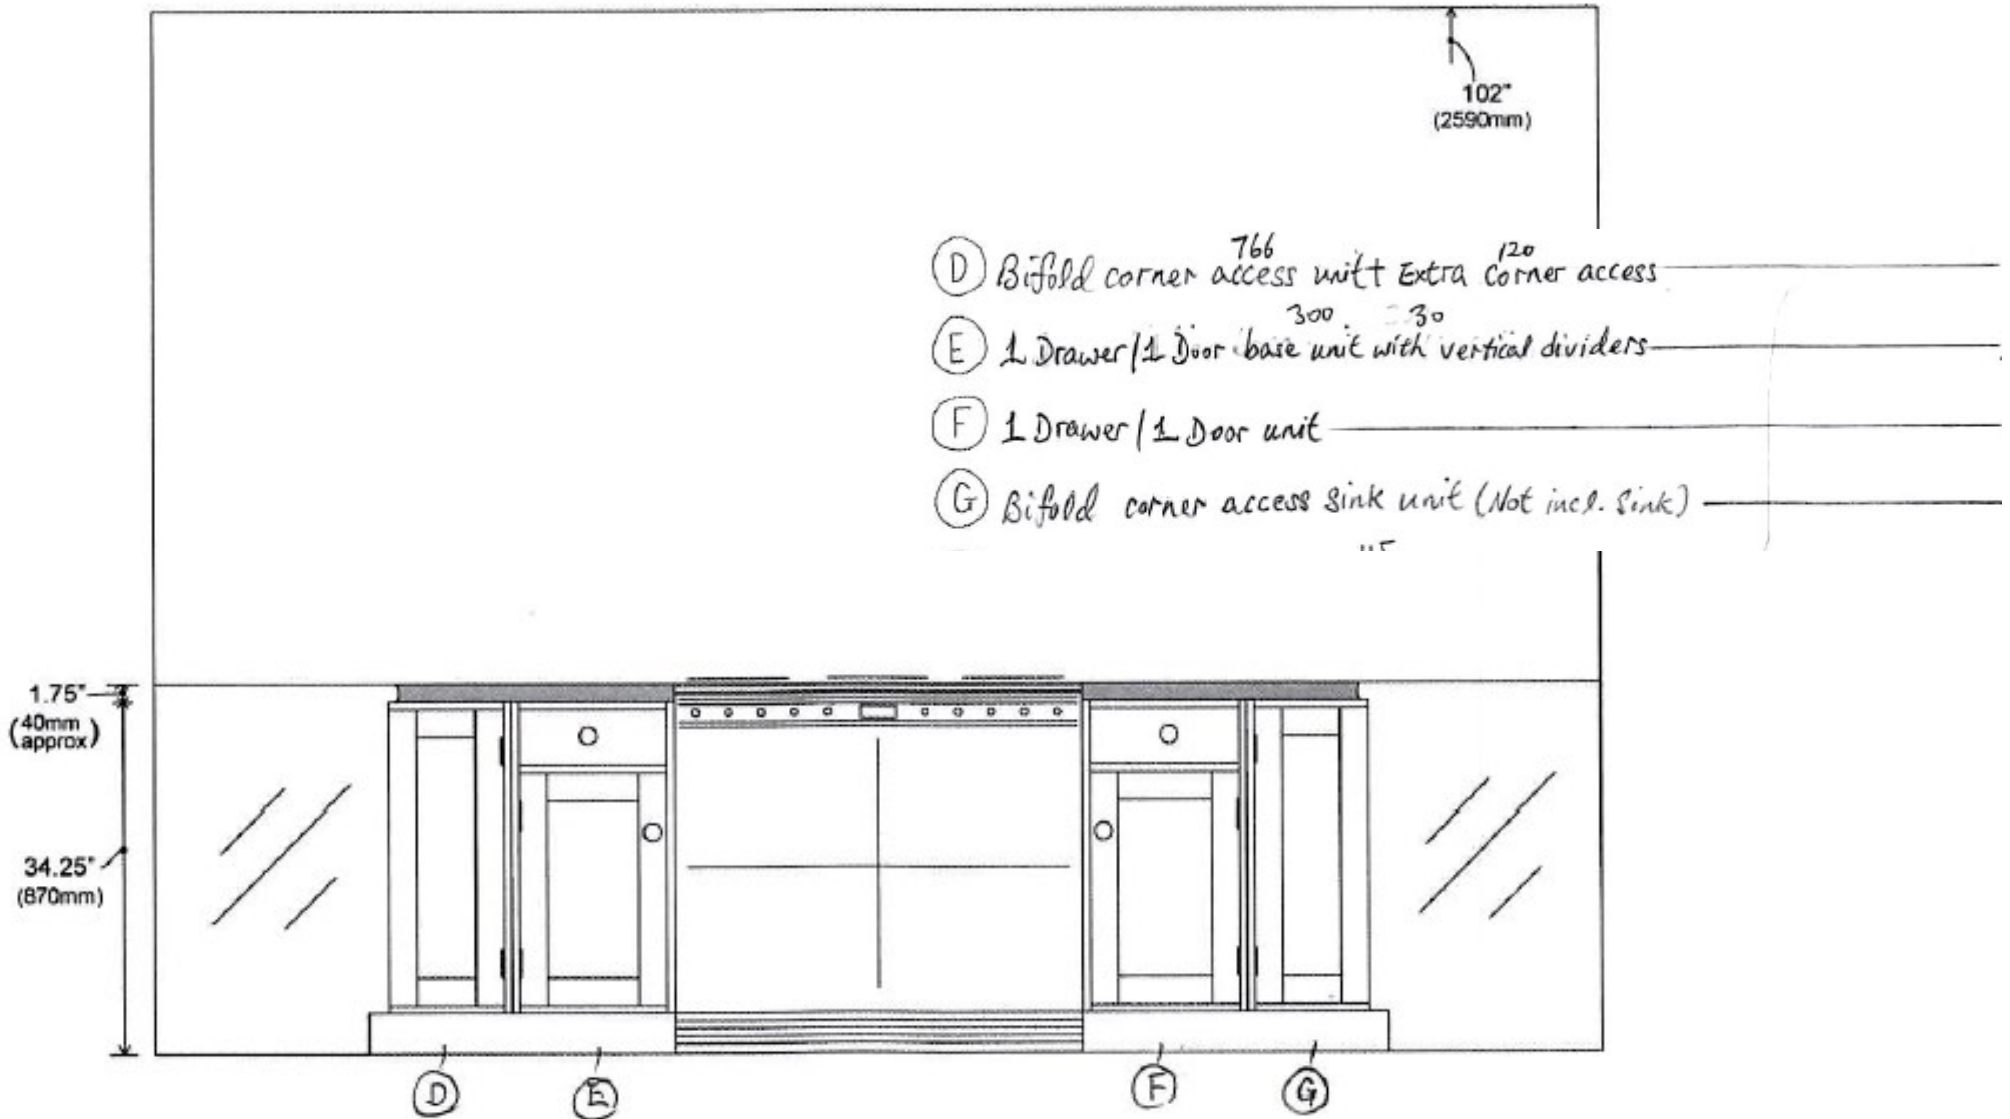 102"
(2590mm)
766 120
D Bifold corner access unit + Extra corner access
300 30
E 1 Drawer/1 Door base unit with vertical dividers
F 1 Drawer/1 Door unit
G Bifold corner access sink unit (Not incl. sink)
1.75"
(40mm
approx)
34.25"
(870mm)
D E F G